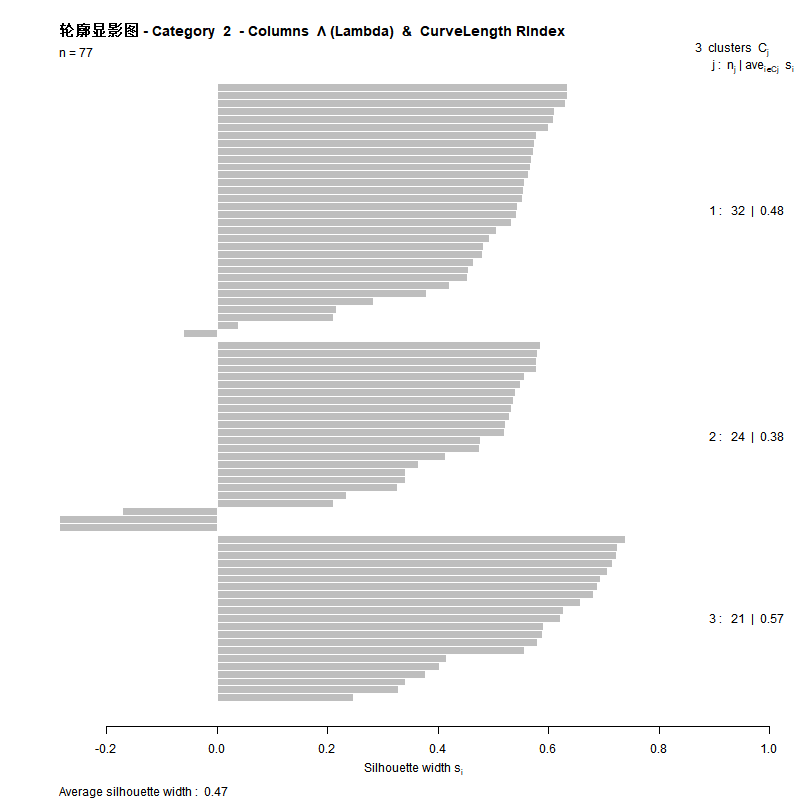 轮廓显影图 - Category  2  - Columns  Λ (Lambda)  &  CurveLength RIndex
n = 77
3  clusters  Cj
j :  nj | avei∈Cj  si
1 :   32  |  0.48
2 :   24  |  0.38
3 :   21  |  0.57
-0.2 0.0 0.2 0.4 0.6 0.8 1.0
Silhouette width si
Average silhouette width :  0.47